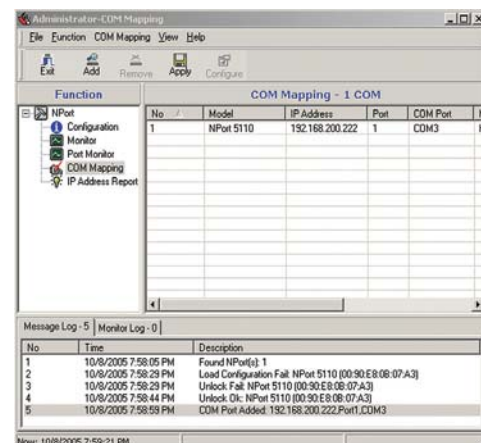 Administrator-COM Mapping
File Function COM Mapping View Help
Exit Add Remove Apply Configure
Function
COM Mapping - 1 COM
NPort
Configuration
Monitor
Port Monitor
COM Mapping
IP Address Report
No Model IP Address Port COM Port
1 NPort 5110 192.168.200.222 1 COM3
Message Log - 5 Monitor Log - 0
No Time Description
1 10/8/2005 7:58:05 PM Found NPort(s): 1
2 10/8/2005 7:58:29 PM Load Configuration Fail: NPort 5110 (00:90:E8:0B:07:A3)
3 10/8/2005 7:58:29 PM Unlock Fail: NPort 5110 (00:90:E8:0B:07:A3)
4 10/8/2005 7:58:44 PM Unlock Ok: NPort 5110 (00:90:E8:0B:07:A3)
5 10/8/2005 7:58:59 PM COM Port Added: 192.168.200.222,Port1,COM3
Now: 10/8/2005 7:59:21 PM